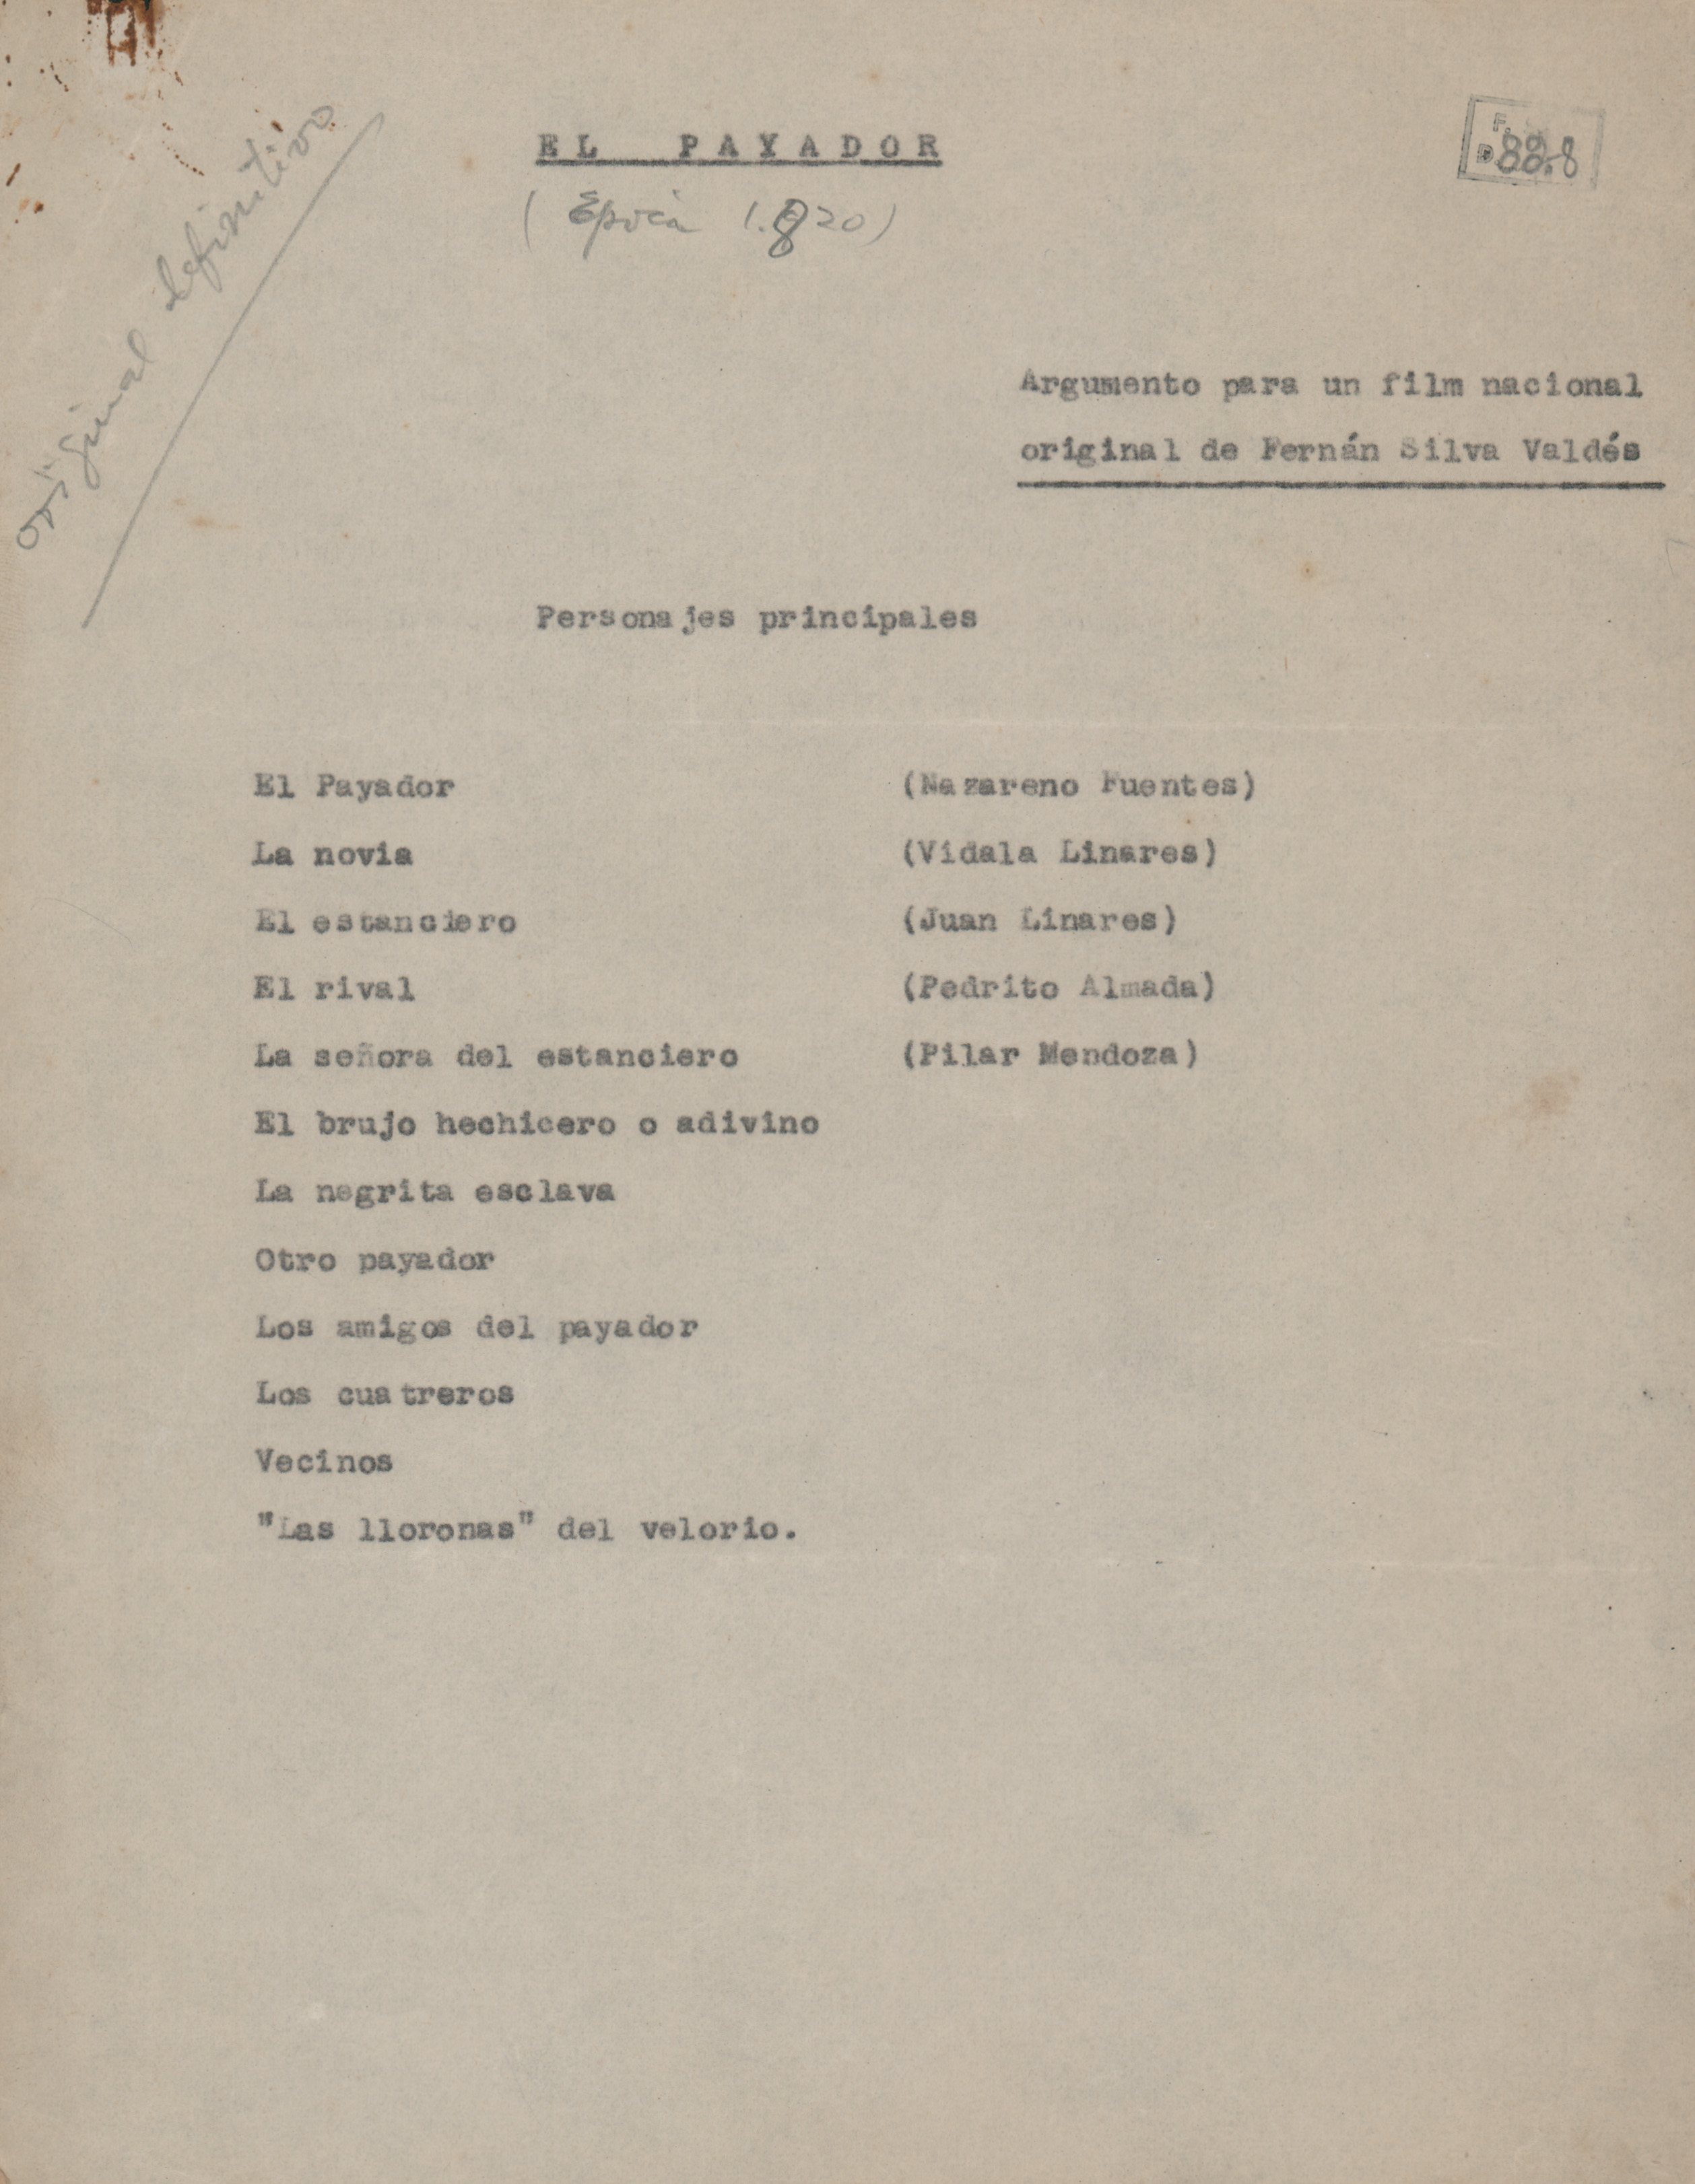 original definitivo
EL PAYADOR
F.
D 88.8
(Epoca 1.820)
Argumento para un film nacional
original de Fernán Silva Valdés
Personajes principales
El Payador (Nazareno Fuentes)
La novia (Vidala Linares)
El estanciero (Juan Linares)
El rival (Pedrito Almada)
La señora del estanciero (Pilar Mendoza)
El brujo hechicero o adivino
La negrita esclava
Otro payador
Los amigos del payador
Los cuatreros
Vecinos
"Las lloronas" del velorio.